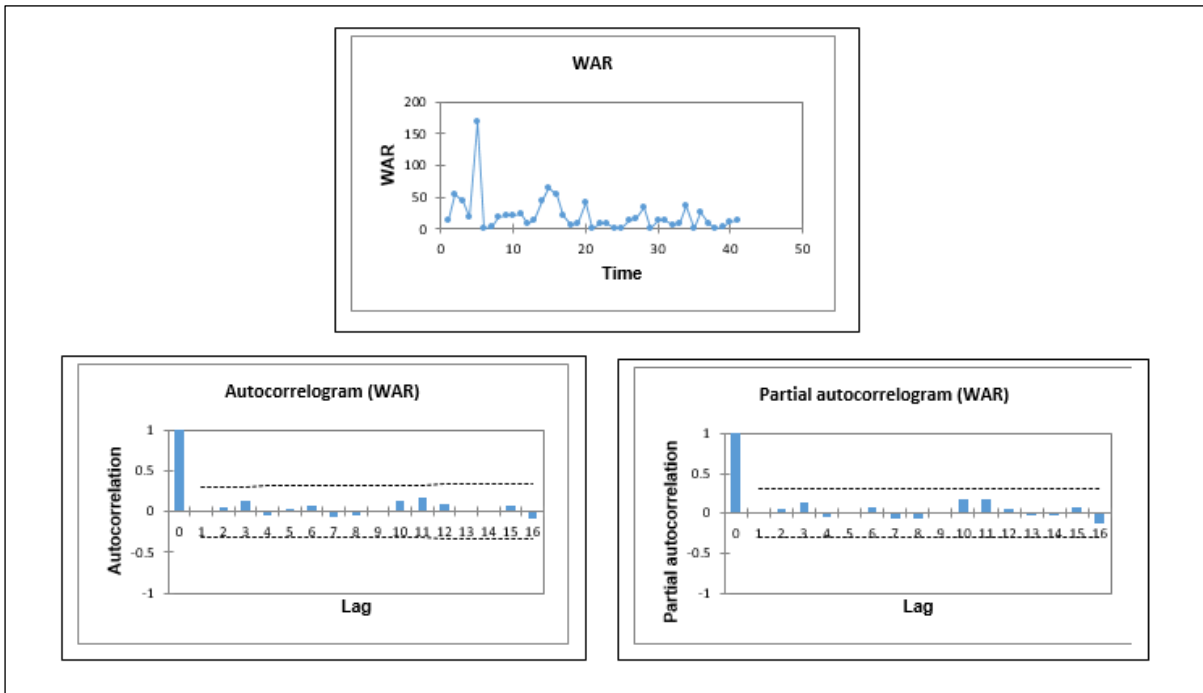 WAR
200
150
100
50
0
WAR
0 10 20 30 40 50
Time
Autocorrelogram (WAR)
1
0.5
0
-0.5
-1
Autocorrelation
0 1 2 3 4 5 6 7 8 9 10 11 12 13 14 15 16
Lag
Partial autocorrelogram (WAR)
1
0.5
0
-0.5
-1
Partial autocorrelation
0 1 2 3 4 5 6 7 8 9 10 11 12 13 14 15 16
Lag